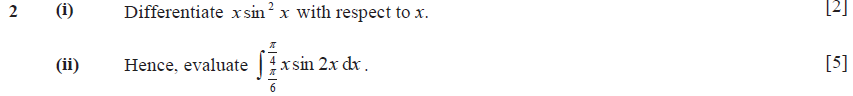 2 (i) Differentiate x sin² x with respect to x. [2]
(ii) Hence, evaluate ∫_{π/6}^{π/4} x sin 2x dx. [5]